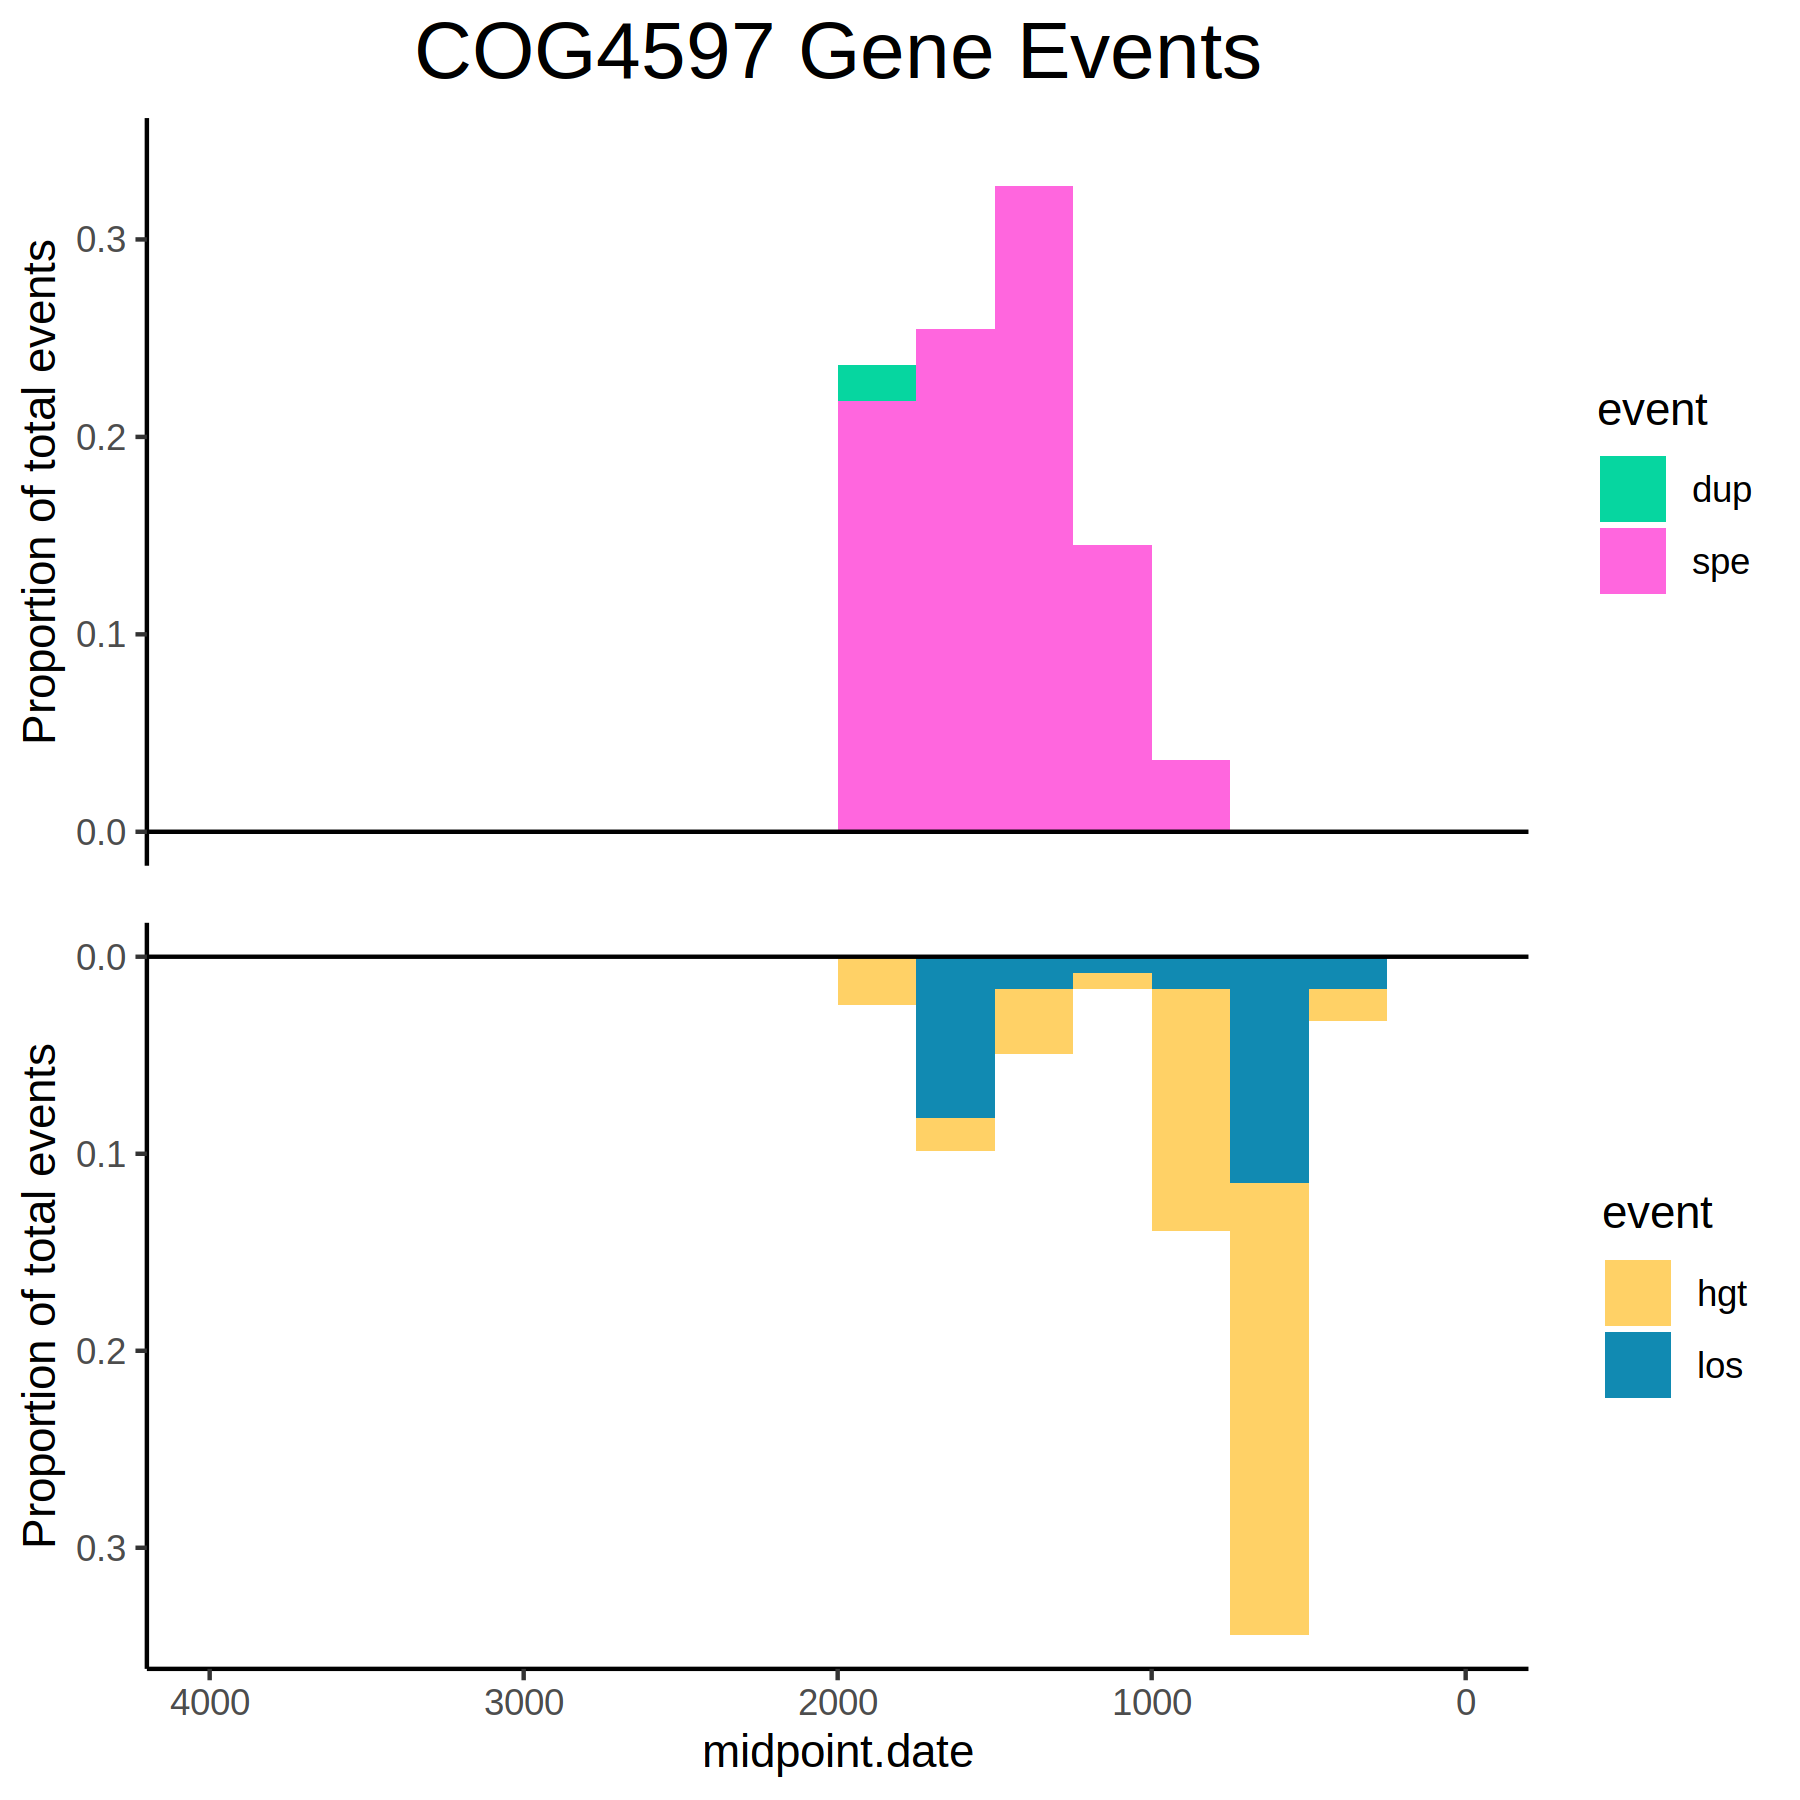 COG4597 Gene Events
Proportion of total events
0.3
0.2
0.1
0.0
event
dup
spe
Proportion of total events
0.0
0.1
0.2
0.3
event
hgt
los
4000 3000 2000 1000 0
midpoint.date